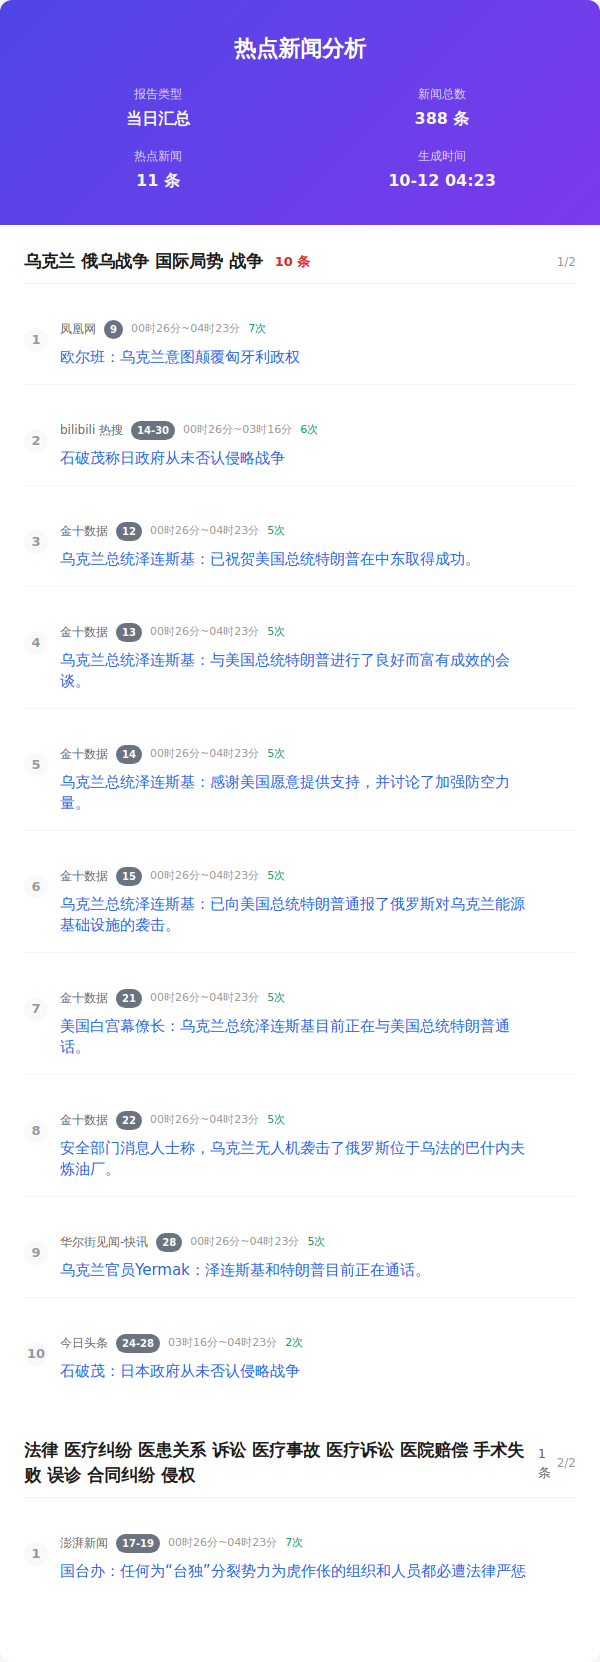 热点新闻分析
报告类型
当日汇总
新闻总数
388 条
热点新闻
11 条
生成时间
10-12 04:23
乌克兰 俄乌战争 国际局势 战争 10 条 1/2
1
凤凰网 9 00时26分~04时23分 7次
欧尔班：乌克兰意图颠覆匈牙利政权
2
bilibili 热搜 14-30 00时26分~03时16分 6次
石破茂称日政府从未否认侵略战争
3
金十数据 12 00时26分~04时23分 5次
乌克兰总统泽连斯基：已祝贺美国总统特朗普在中东取得成功。
4
金十数据 13 00时26分~04时23分 5次
乌克兰总统泽连斯基：与美国总统特朗普进行了良好而富有成效的会
谈。
5
金十数据 14 00时26分~04时23分 5次
乌克兰总统泽连斯基：感谢美国愿意提供支持，并讨论了加强防空力
量。
6
金十数据 15 00时26分~04时23分 5次
乌克兰总统泽连斯基：已向美国总统特朗普通报了俄罗斯对乌克兰能源
基础设施的袭击。
7
金十数据 21 00时26分~04时23分 5次
美国白宫幕僚长：乌克兰总统泽连斯基目前正在与美国总统特朗普通
话。
8
金十数据 22 00时26分~04时23分 5次
安全部门消息人士称，乌克兰无人机袭击了俄罗斯位于乌法的巴什内夫
炼油厂。
9
华尔街见闻-快讯 28 00时26分~04时23分 5次
乌克兰官员Yermak：泽连斯基和特朗普目前正在通话。
10
今日头条 24-28 03时16分~04时23分 2次
石破茂：日本政府从未否认侵略战争
法律 医疗纠纷 医患关系 诉讼 医疗事故 医疗诉讼 医院赔偿 手术失
败 误诊 合同纠纷 侵权
1
条
2/2
1
澎湃新闻 17-19 00时26分~04时23分 7次
国台办：任何为“台独”分裂势力为虎作伥的组织和人员都必遭法律严惩